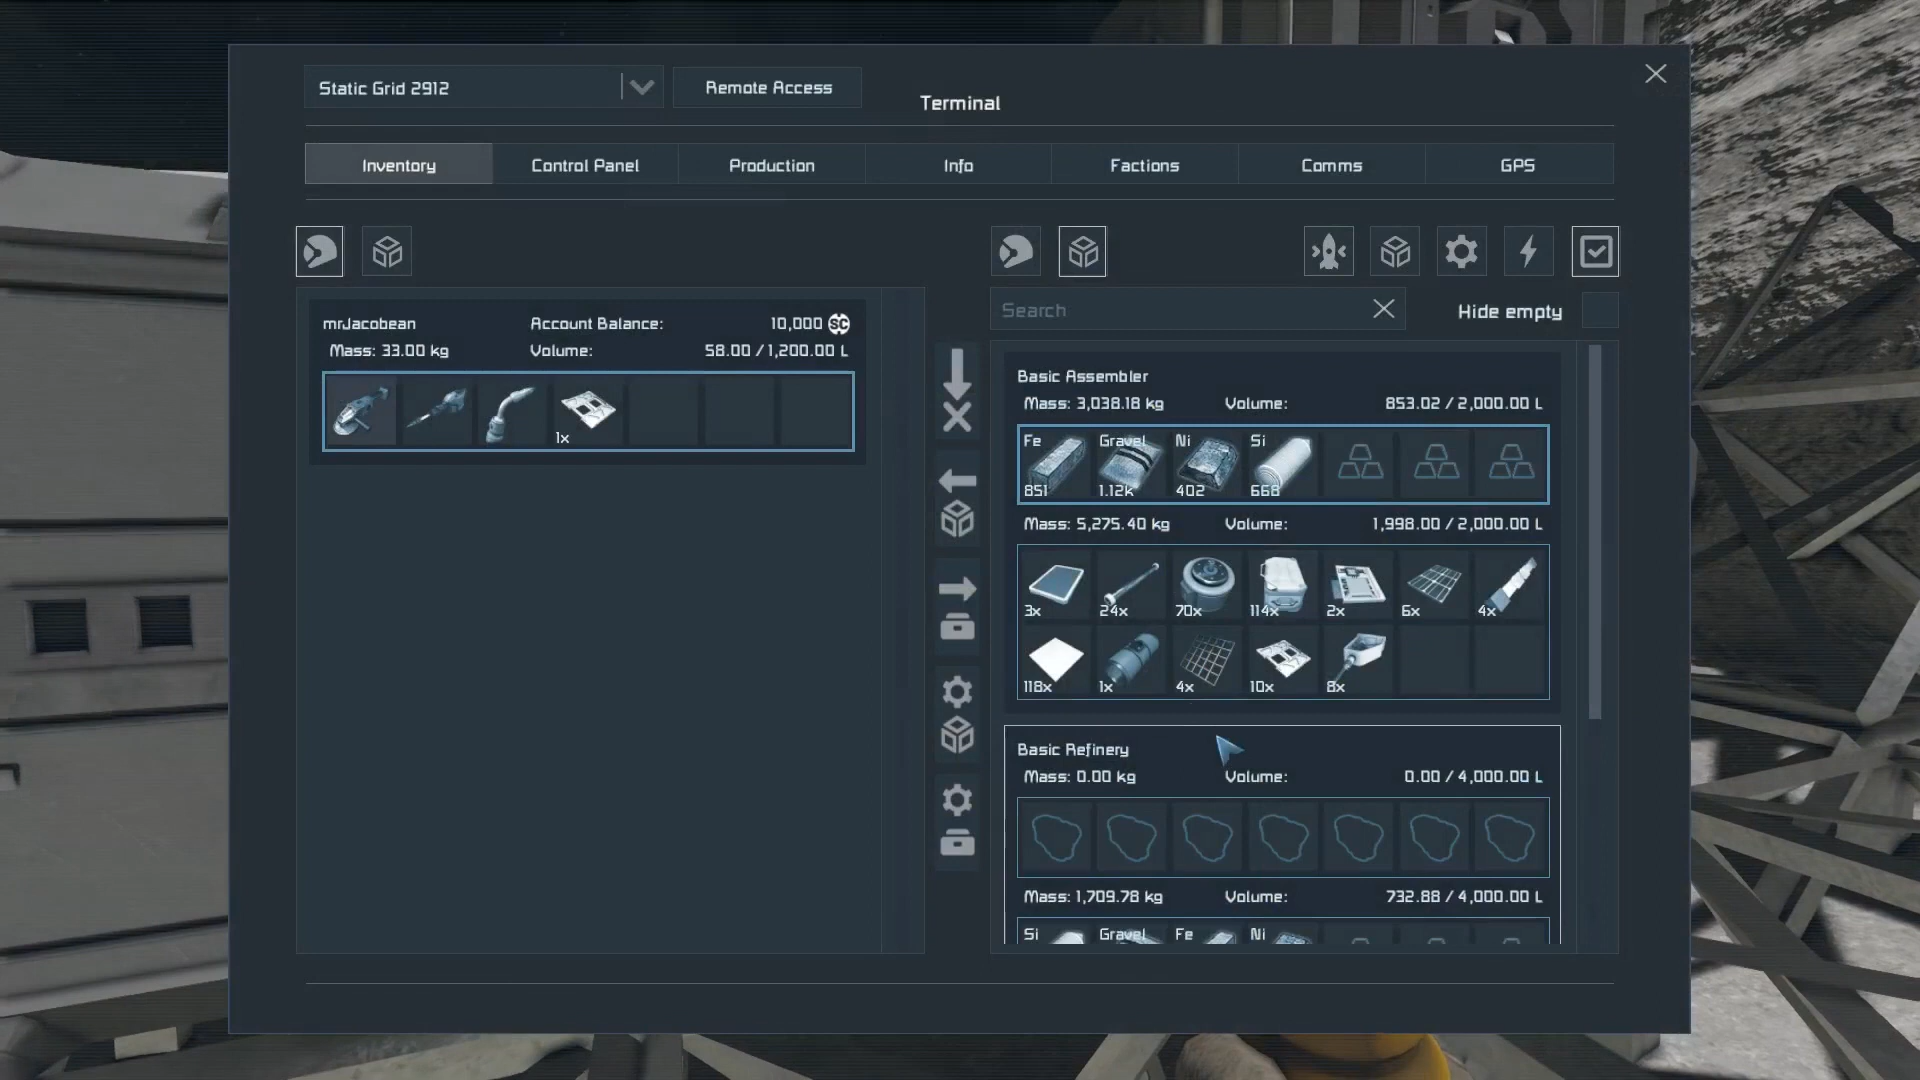 Static Grid 2912
Remote Access
Terminal
Inventory
Control Panel
Production
Info
Factions
Comms
GPS
Search
Hide empty
mrJacobean
Account Balance:
10,000 SC
Mass: 33.00 kg
Volume:
58.00 / 1,200.00 L
1x
Basic Assembler
Mass: 3,038.18 kg
Volume:
853.02 / 2,000.00 L
Fe
Gravel
Ni
Si
851
1.12k
402
668
Mass: 5,275.40 kg
Volume:
1,998.00 / 2,000.00 L
3x
24x
70x
114x
2x
6x
4x
118x
1x
4x
10x
8x
Basic Refinery
Mass: 0.00 kg
Volume:
0.00 / 4,000.00 L
Mass: 1,709.78 kg
Volume:
732.88 / 4,000.00 L
Si
Gravel
Fe
Ni